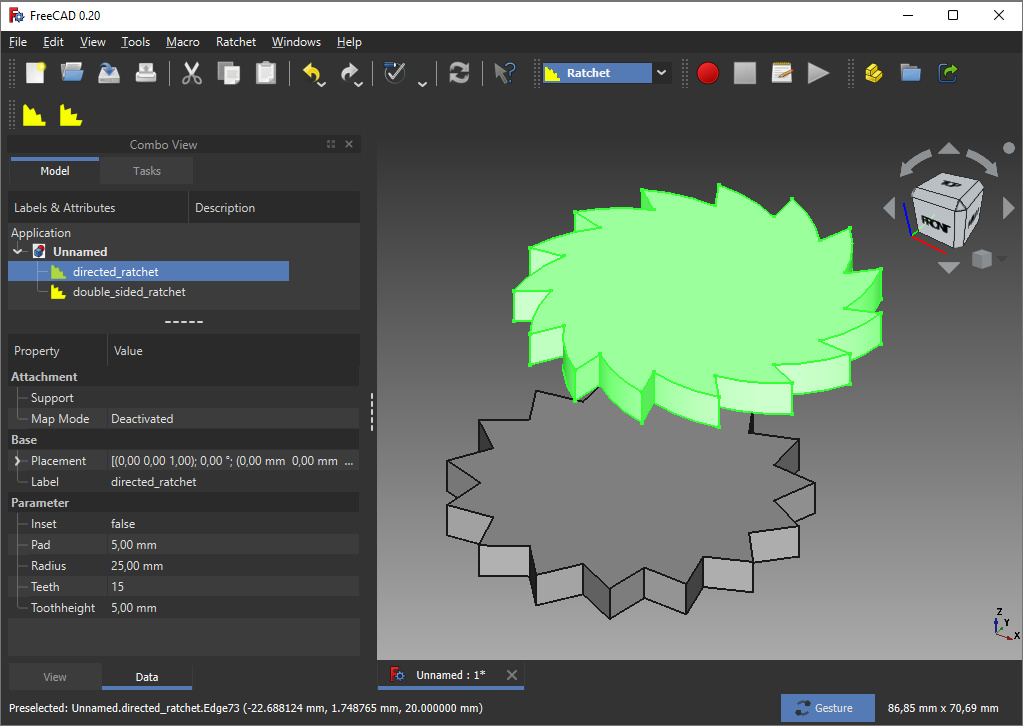 FreeCAD 0.20
File Edit View Tools Macro Ratchet Windows Help
Ratchet
Combo View
Model Tasks
Labels & Attributes Description
Application
Unnamed
directed_ratchet
double_sided_ratchet
Property Value
Attachment
Support
Map Mode Deactivated
Base
Placement [(0,00 0,00 1,00); 0,00 °; (0,00 mm 0,00 mm ...
Label directed_ratchet
Parameter
Inset false
Pad 5,00 mm
Radius 25,00 mm
Teeth 15
Toothheight 5,00 mm
TOP
FRONT
Z
Y
X
View Data
Unnamed : 1*
Preselected: Unnamed.directed_ratchet.Edge73 (-22.688124 mm, 1.748765 mm, 20.000000 mm)
Gesture
86,85 mm x 70,69 mm